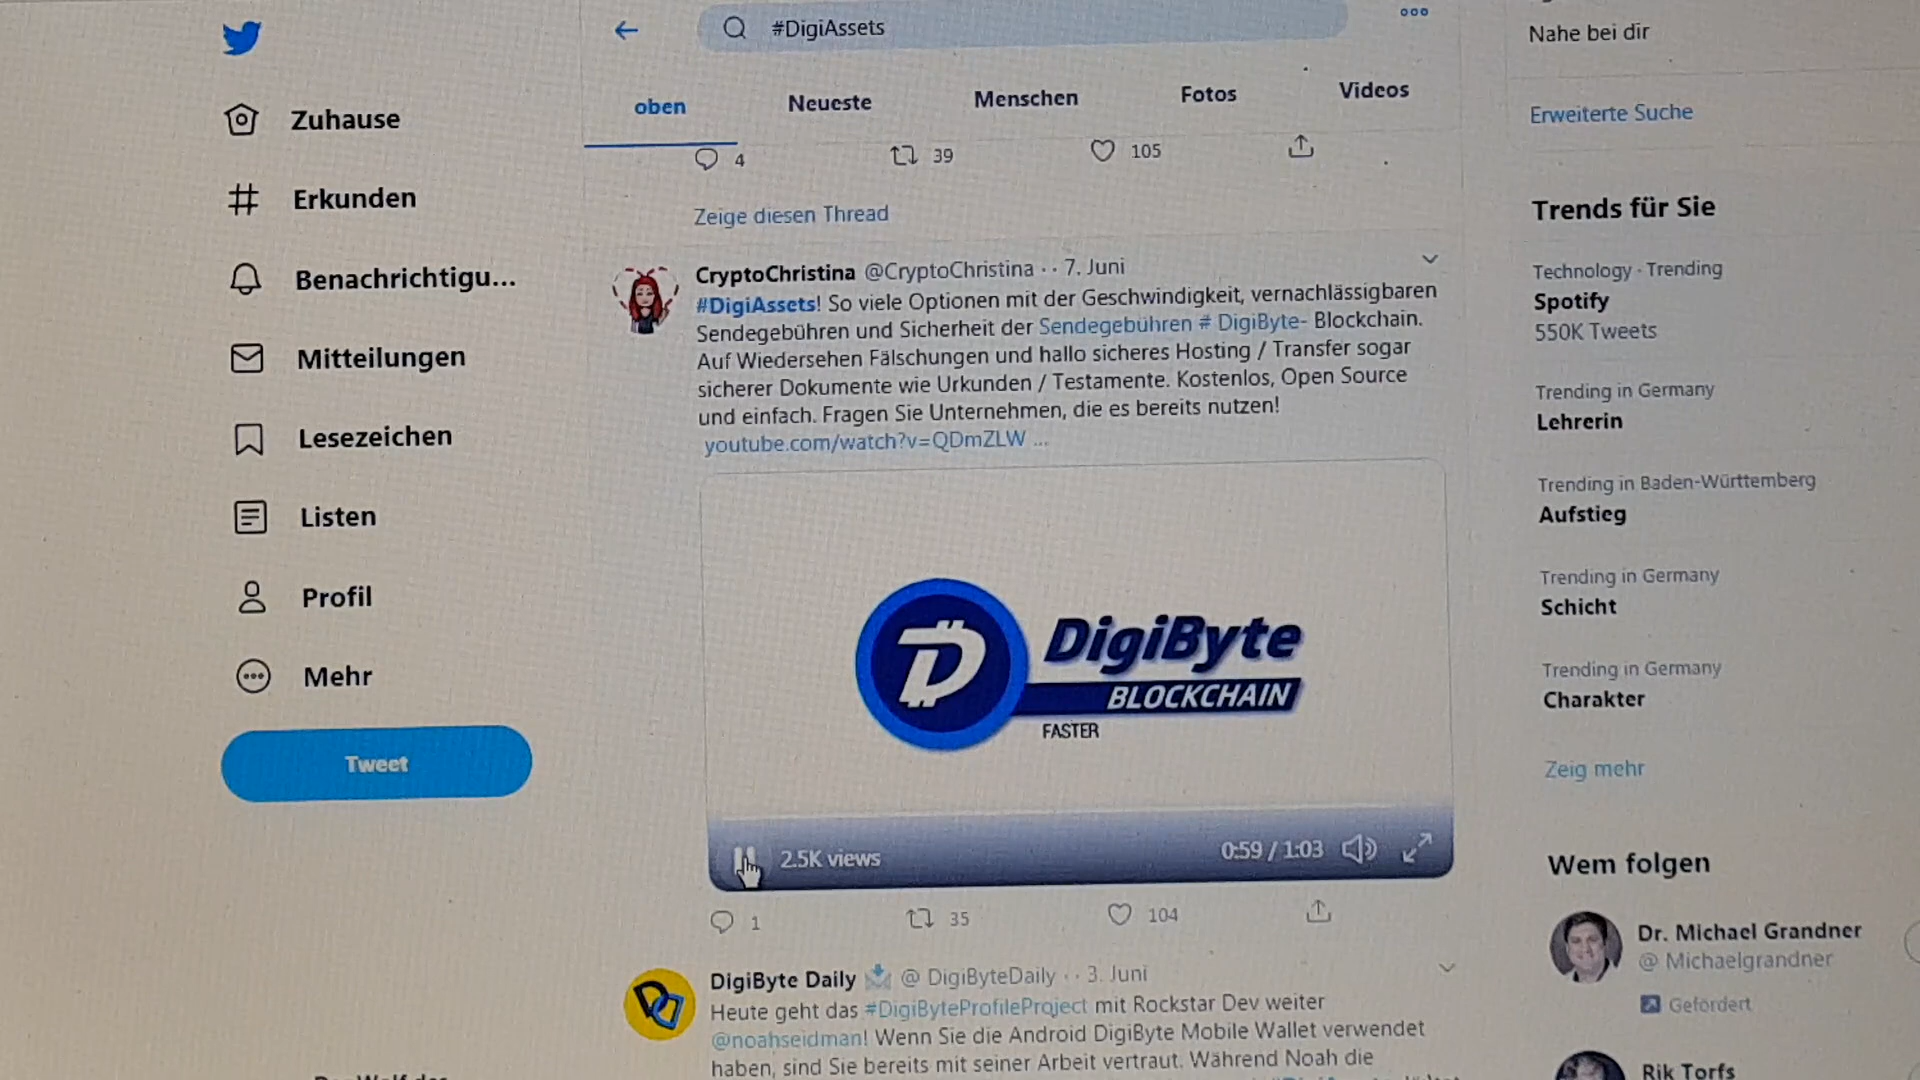 #DigiAssets
oben
Neueste
Menschen
Fotos
Videos
4
39
105
Zeige diesen Thread
Zuhause
Erkunden
Benachrichtigu...
Mitteilungen
Lesezeichen
Listen
Profil
Mehr
Tweet
CryptoChristina @CryptoChristina · · 7. Juni
#DigiAssets! So viele Optionen mit der Geschwindigkeit, vernachlässigbaren
Sendegebühren und Sicherheit der Sendegebühren # DigiByte- Blockchain.
Auf Wiedersehen Fälschungen und hallo sicheres Hosting / Transfer sogar
sicherer Dokumente wie Urkunden / Testamente. Kostenlos, Open Source
und einfach. Fragen Sie Unternehmen, die es bereits nutzen!
youtube.com/watch?v=QDmZLW ...
DigiByte
BLOCKCHAIN
FASTER
2.5K views
0:59 / 1:03
1
35
104
DigiByte Daily @ DigiByteDaily · · 3. Juni
Heute geht das #DigiByteProfileProject mit Rockstar Dev weiter
@noahseidman! Wenn Sie die Android DigiByte Mobile Wallet verwendet
haben, sind Sie bereits mit seiner Arbeit vertraut. Während Noah die
Nahe bei dir
Erweiterte Suche
Trends für Sie
Technology · Trending
Spotify
550K Tweets
Trending in Germany
Lehrerin
Trending in Baden-Württemberg
Aufstieg
Trending in Germany
Schicht
Trending in Germany
Charakter
Zeig mehr
Wem folgen
Dr. Michael Grandner
@ Michaelgrandner
Gefördert
Rik Torfs